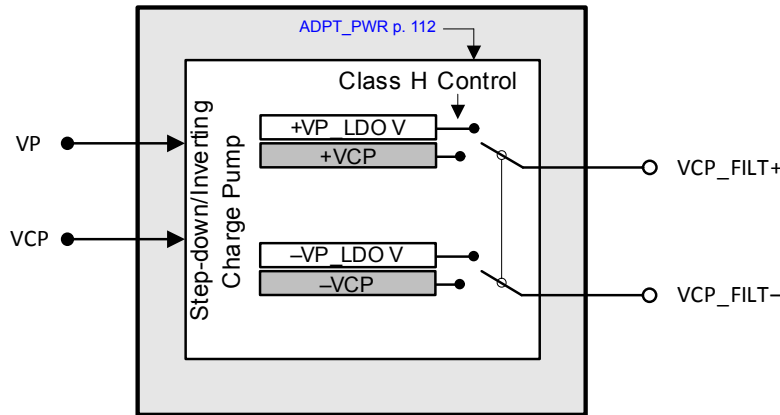 ADPT_PWR p. 112
Class H Control
Step-down/Inverting
Charge Pump
+VP_LDO V
+VCP
–VP_LDO V
–VCP
VP
VCP
VCP_FILT+
VCP_FILT–